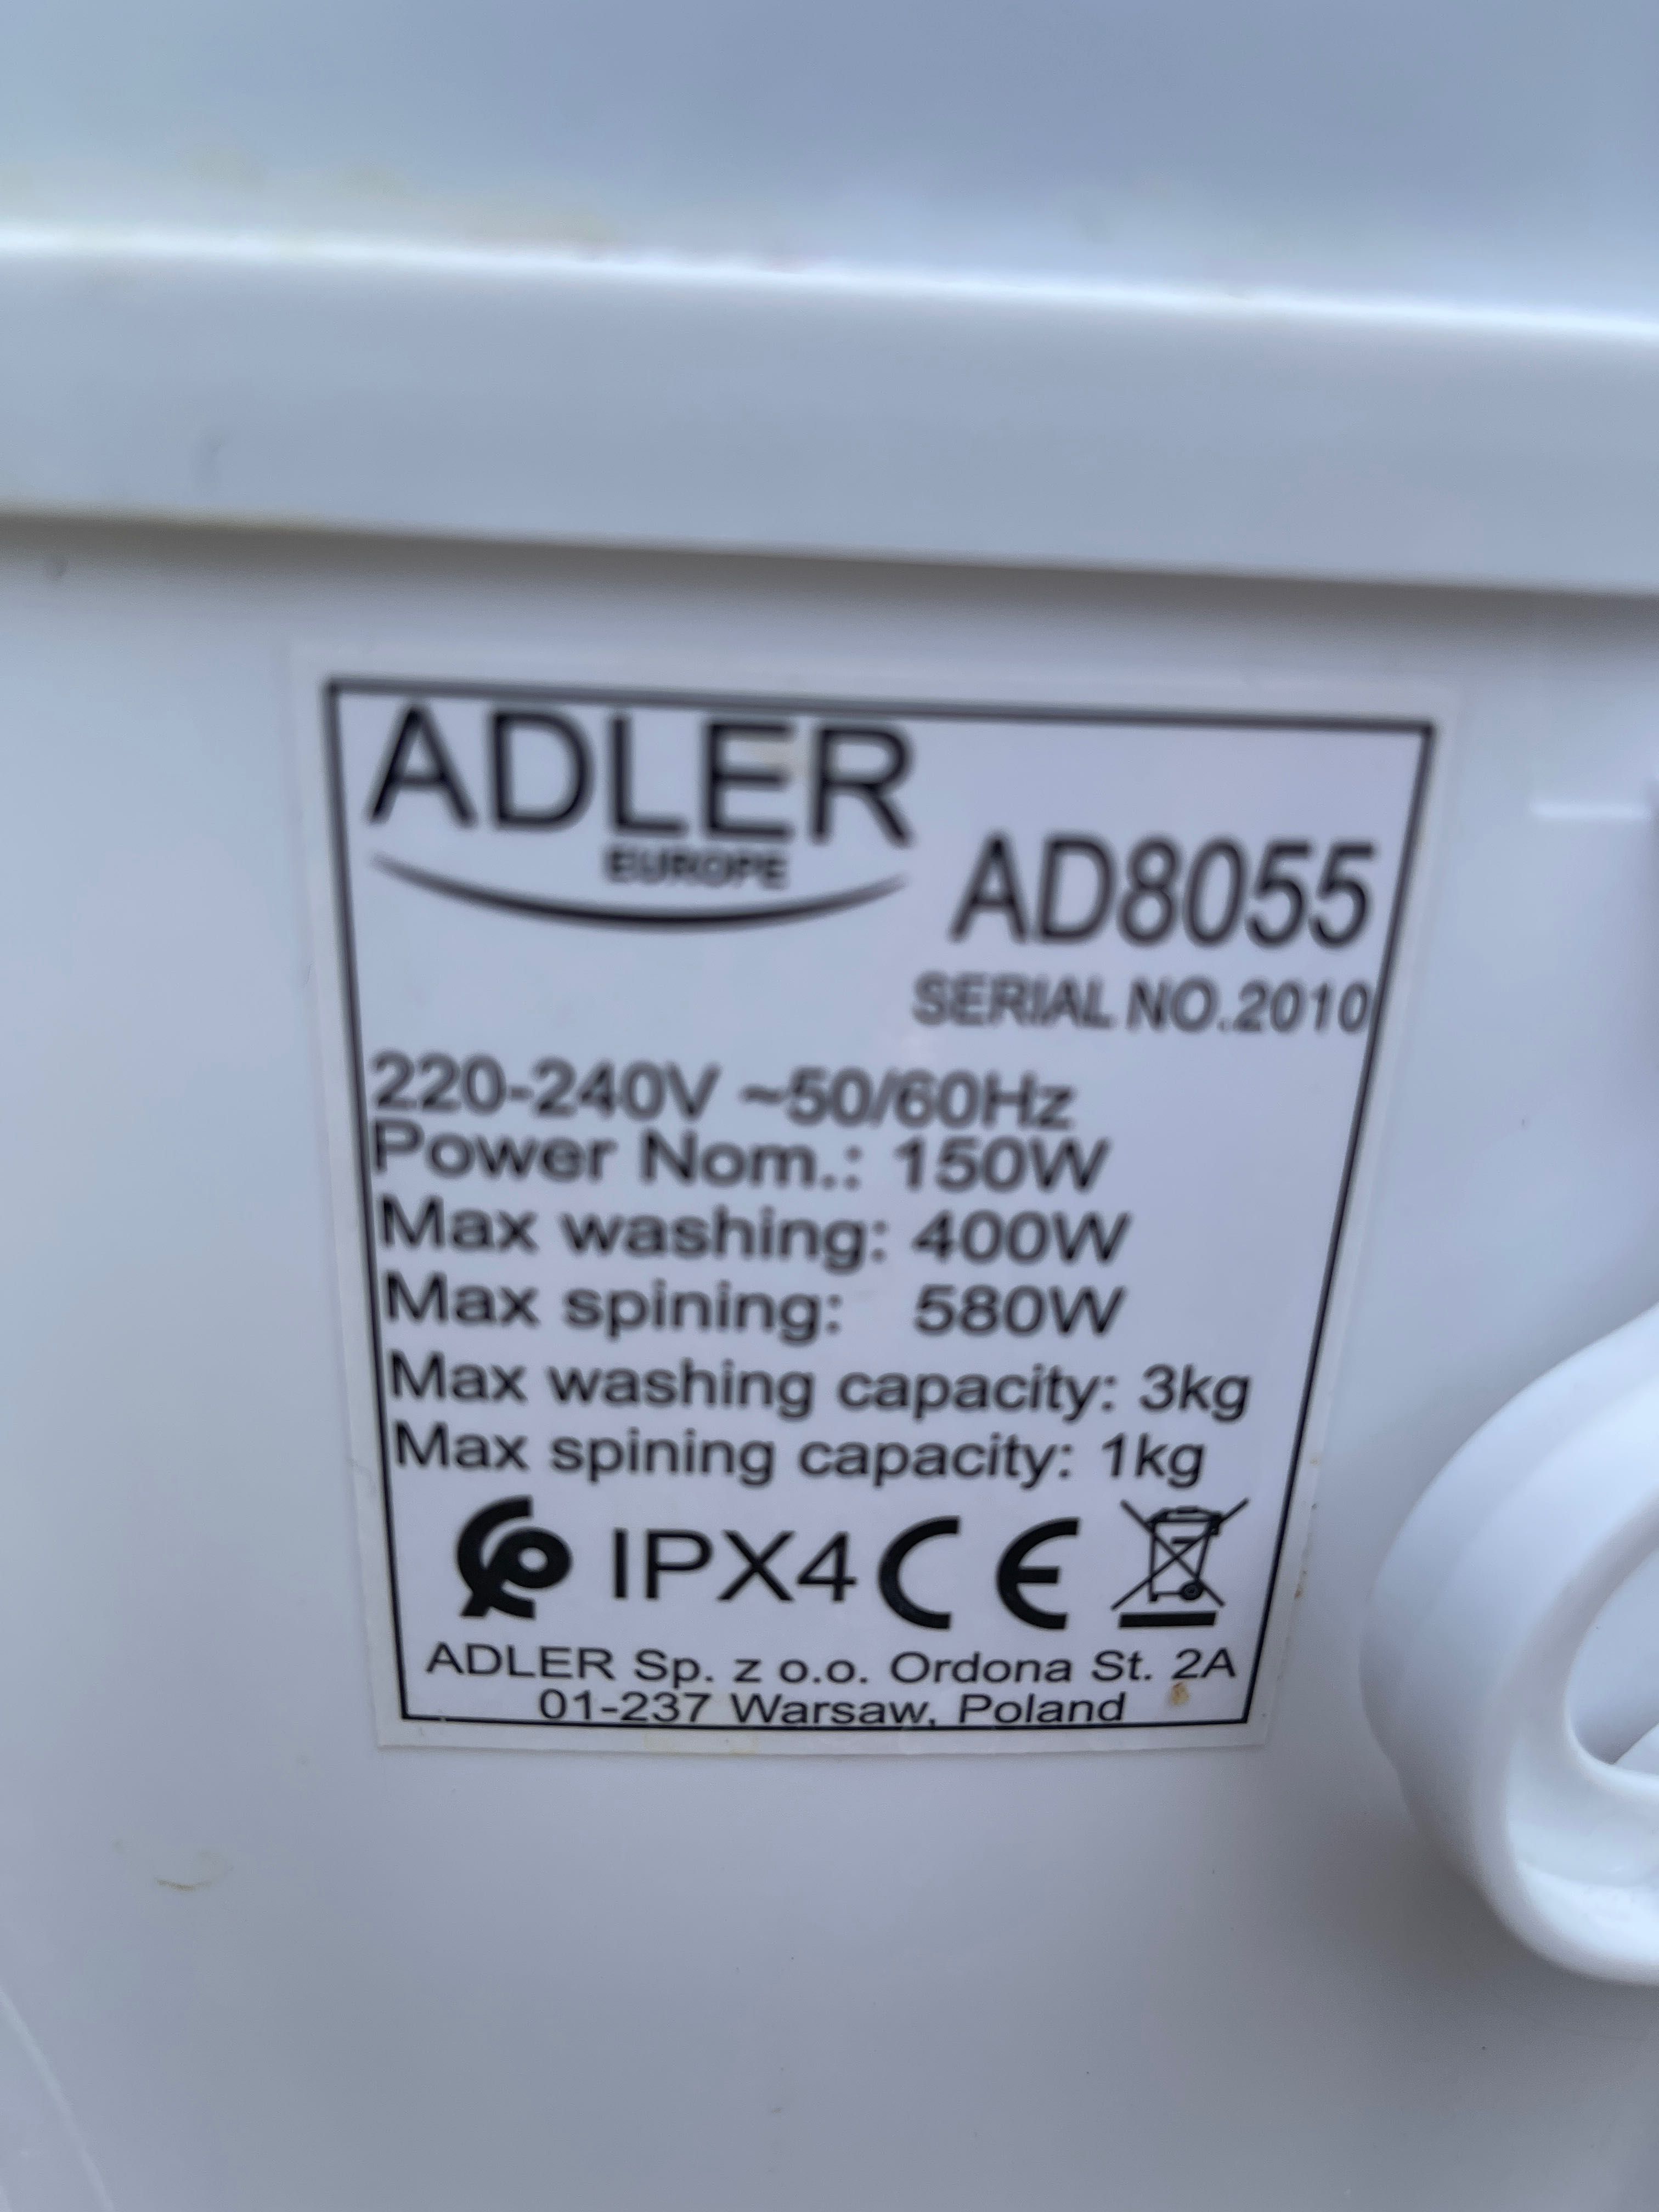 ADLER
EUROPE
AD8055
SERIAL NO.2010
220-240V ~50/60Hz
Power Nom.: 150W
Max washing: 400W
Max spining: 580W
Max washing capacity: 3kg
Max spining capacity: 1kg
IPX4 CE
ADLER Sp. z o.o. Ordona St. 2A
01-237 Warsaw, Poland